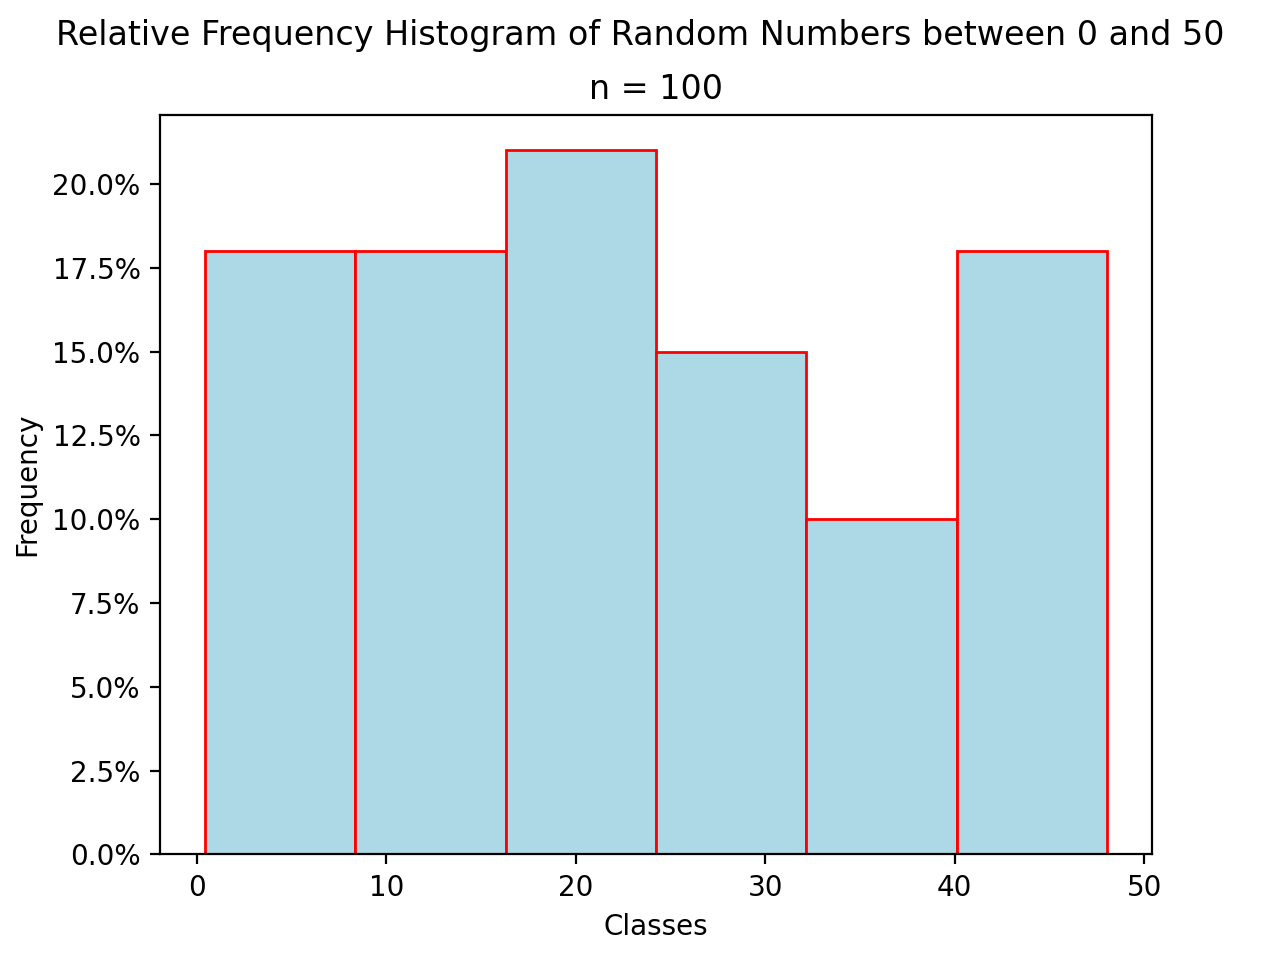 Relative Frequency Histogram of Random Numbers between 0 and 50
n = 100
20.0%
17.5%
15.0%
12.5%
10.0%
7.5%
5.0%
2.5%
0.0%
Frequency
0 10 20 30 40 50
Classes